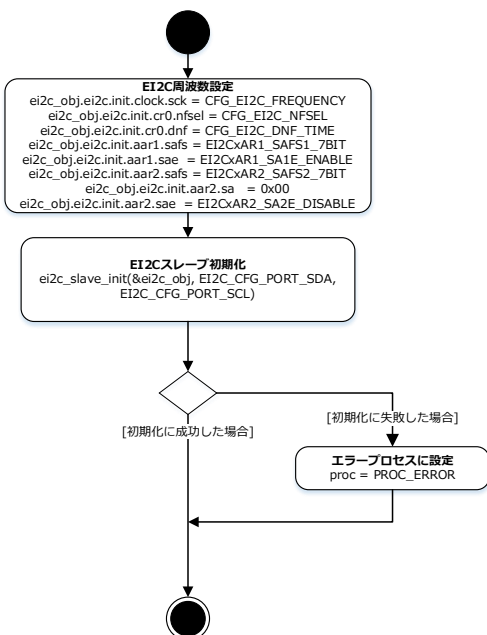 EI2C周波数設定
ei2c_obj.ei2c.init.clock.sck = CFG_EI2C_FREQUENCY
ei2c_obj.ei2c.init.cr0.nfsel = CFG_EI2C_NFSEL
ei2c_obj.ei2c.init.cr0.dnf = CFG_EI2C_DNF_TIME
ei2c_obj.ei2c.init.aar1.safs = EI2CxAR1_SAFS1_7BIT
ei2c_obj.ei2c.init.aar1.sae = EI2CxAR1_SA1E_ENABLE
ei2c_obj.ei2c.init.aar2.safs = EI2CxAR2_SAFS2_7BIT
ei2c_obj.ei2c.init.aar2.sa = 0x00
ei2c_obj.ei2c.init.aar2.sae = EI2CxAR2_SA2E_DISABLE
EI2Cスレーブ初期化
ei2c_slave_init(&ei2c_obj, EI2C_CFG_PORT_SDA,
EI2C_CFG_PORT_SCL)
[初期化に失敗した場合]
[初期化に成功した場合]
エラープロセスに設定
proc = PROC_ERROR